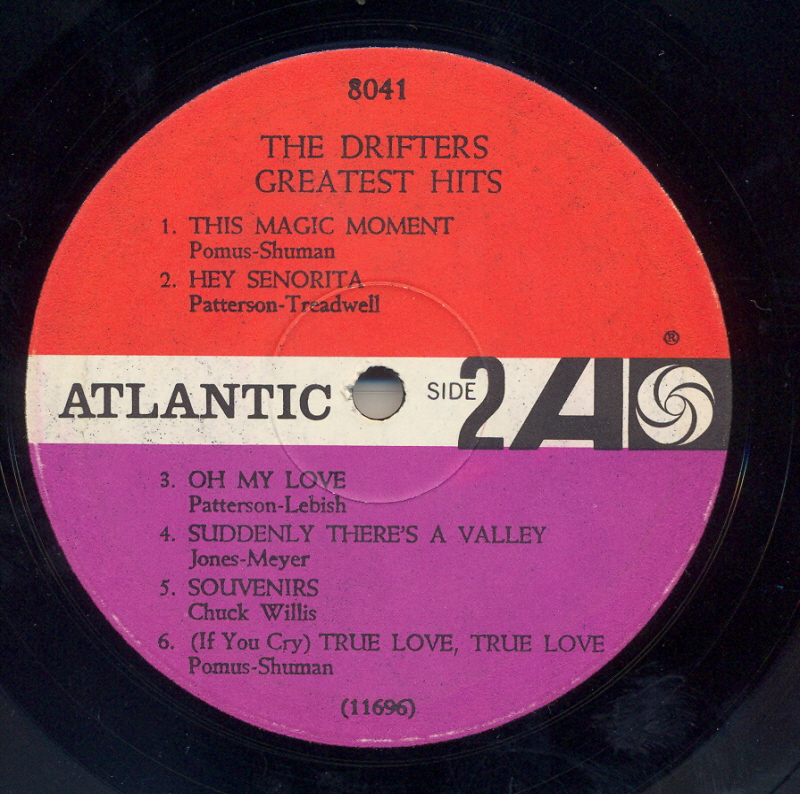 8041
THE DRIFTERS
GREATEST HITS
1. THIS MAGIC MOMENT
Pomus-Shuman
2. HEY SENORITA
Patterson-Treadwell
®
ATLANTIC SIDE 2 A
3. OH MY LOVE
Patterson-Lebish
4. SUDDENLY THERE'S A VALLEY
Jones-Meyer
5. SOUVENIRS
Chuck Willis
6. (If You Cry) TRUE LOVE, TRUE LOVE
Pomus-Shuman
(11696)